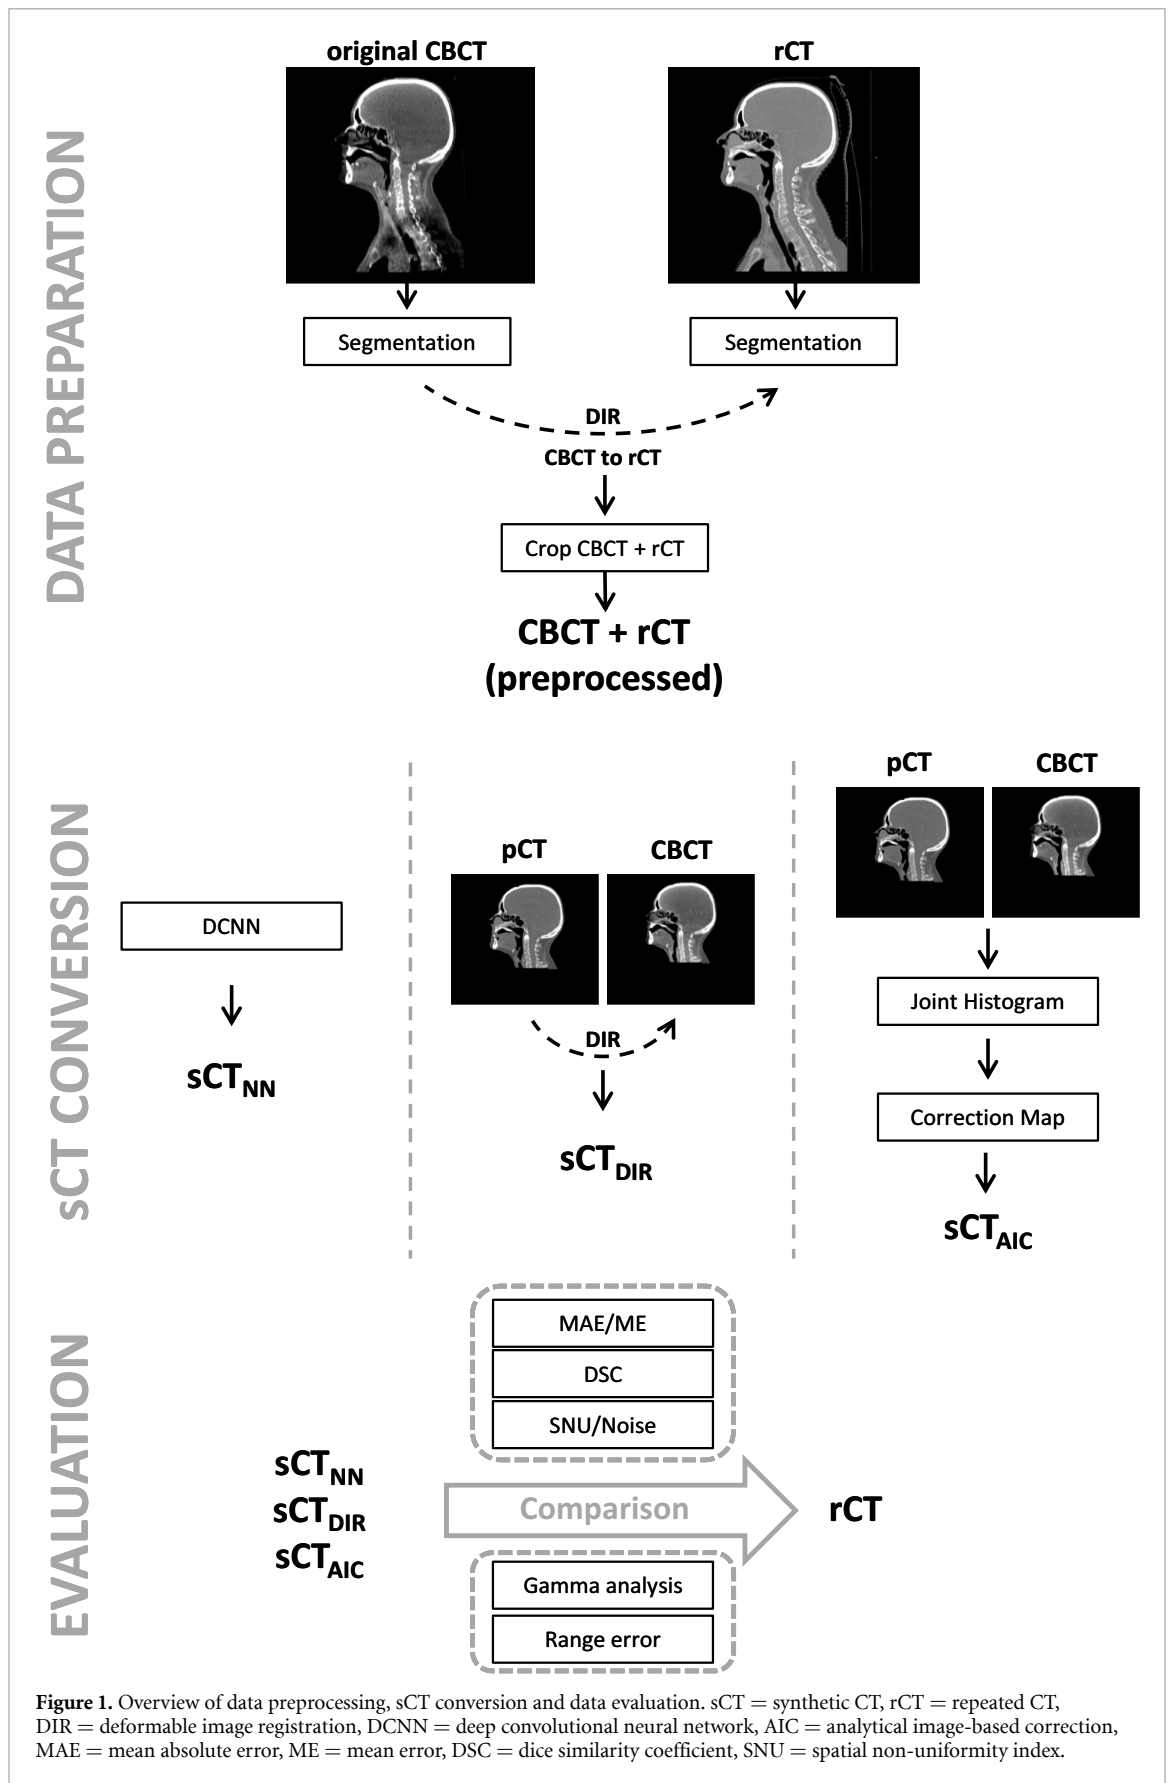 original CBCT
rCT
DATA PREPARATION
Segmentation
Segmentation
DIR
CBCT to rCT
Crop CBCT + rCT
CBCT + rCT
(preprocessed)
sCT CONVERSION
DCNN
sCTNN
pCT
CBCT
DIR
sCTDIR
pCT
CBCT
Joint Histogram
Correction Map
sCTAIC
EVALUATION
sCTNN
sCTDIR
sCTAIC
MAE/ME
DSC
SNU/Noise
Comparison
Gamma analysis
Range error
rCT
Figure 1. Overview of data preprocessing, sCT conversion and data evaluation. sCT = synthetic CT, rCT = repeated CT,
DIR = deformable image registration, DCNN = deep convolutional neural network, AIC = analytical image-based correction,
MAE = mean absolute error, ME = mean error, DSC = dice similarity coefficient, SNU = spatial non-uniformity index.